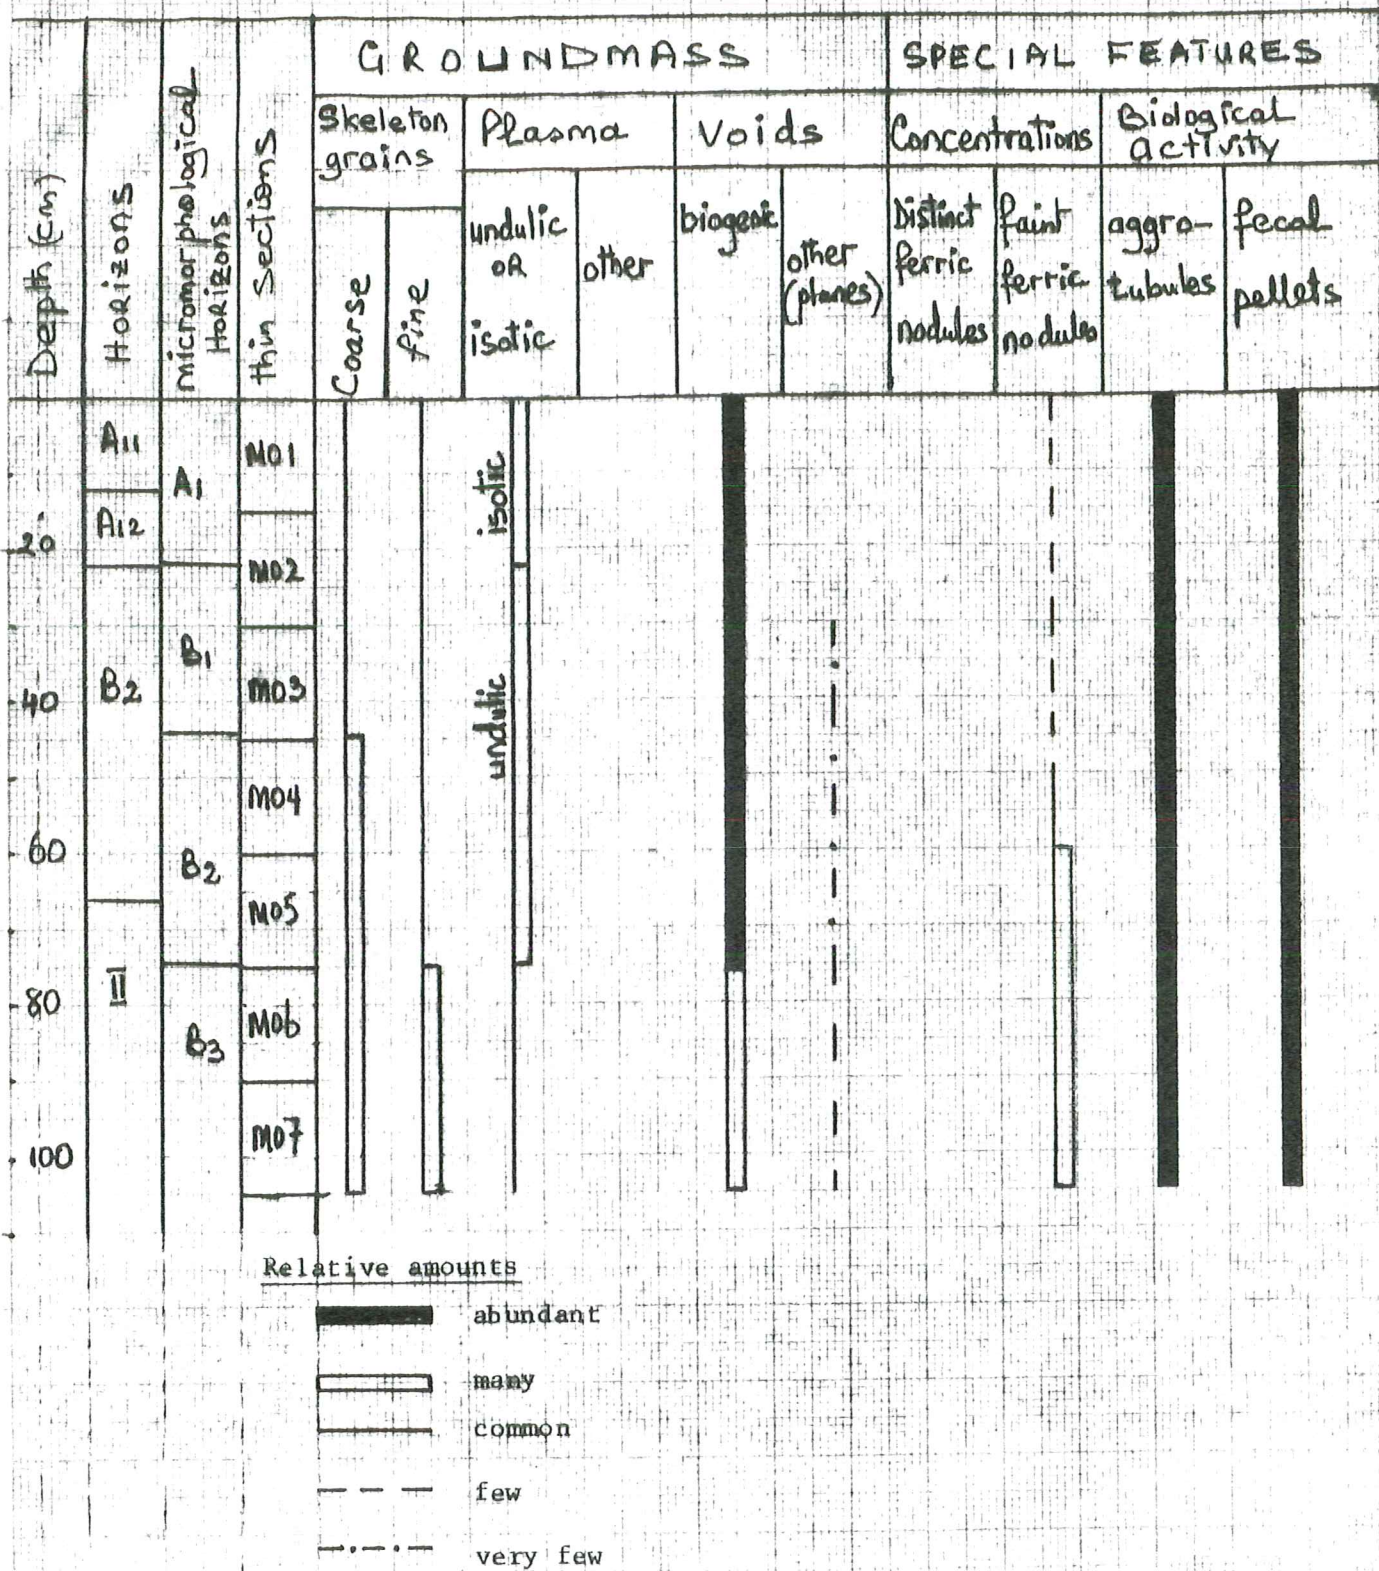 GROUNDMASS
SPECIAL FEATURES
Depth (cm)
Horizons
micromorphological
Horizons
thin sections
Skeleton
grains
Plasma
Voids
Concentrations
Biological
activity
Coarse
fine
undulic
OR
isotic
other
biogenic
other
(planes)
Distinct
ferric
nodules
faint
ferric
nodules
aggro-
tubules
fecal
pellets
A11
A12
B2
II
A1
B1
B2
B3
M01
M02
M03
M04
M05
M06
M07
isotic
undulic
20
40
60
80
100
Relative amounts
abundant
many
common
few
very few